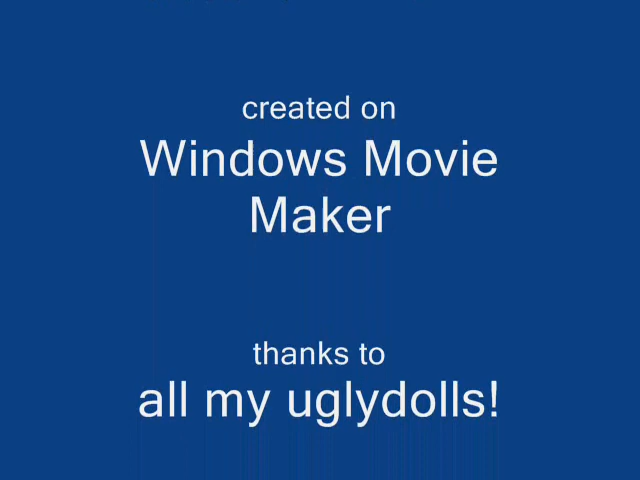 created on
Windows Movie
Maker
thanks to
all my uglydolls!